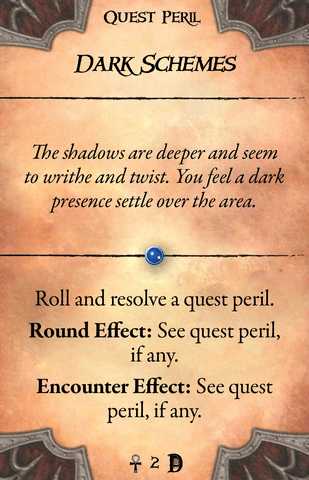 Quest Peril
Dark Schemes
The shadows are deeper and seem
to writhe and twist. You feel a dark
presence settle over the area.
Roll and resolve a quest peril.
Round Effect: See quest peril,
if any.
Encounter Effect: See quest
peril, if any.
2 D